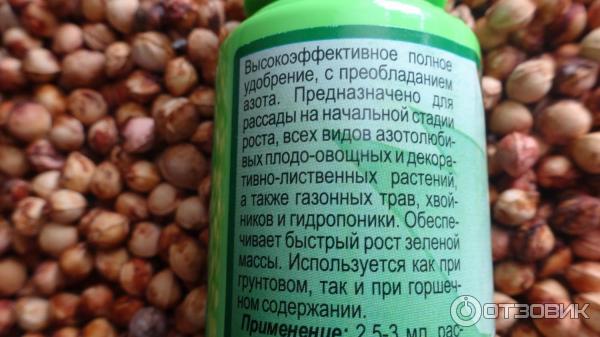 Высокоэффективное полное
удобрение, с преобладанием
азота. Предназначено для
рассады на начальной стадии
роста, всех видов азотолюби-
вых плодо-овощных и декора-
тивно-лиственных растений,
а также газонных трав, хвой-
ников и гидропоники. Обеспе-
чивает быстрый рост зеленой
массы. Используется как при
грунтовом, так и при горшеч-
ном содержании.
Применение: 2,5-3 мл рас-
ОТЗОВИК